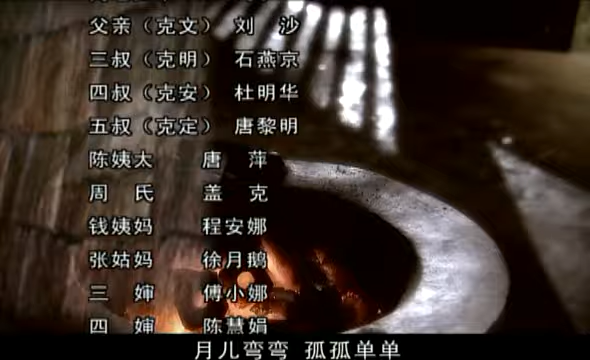 父亲（克文） 刘 沙
三叔（克明） 石燕京
四叔（克安） 杜明华
五叔（克定） 唐黎明
陈姨太 唐 萍
周 氏 盖 克
钱姨妈 程安娜
张姑妈 徐月鹅
三 婶 傅小娜
四 婶 陈慧娟
月儿弯弯 孤孤单单